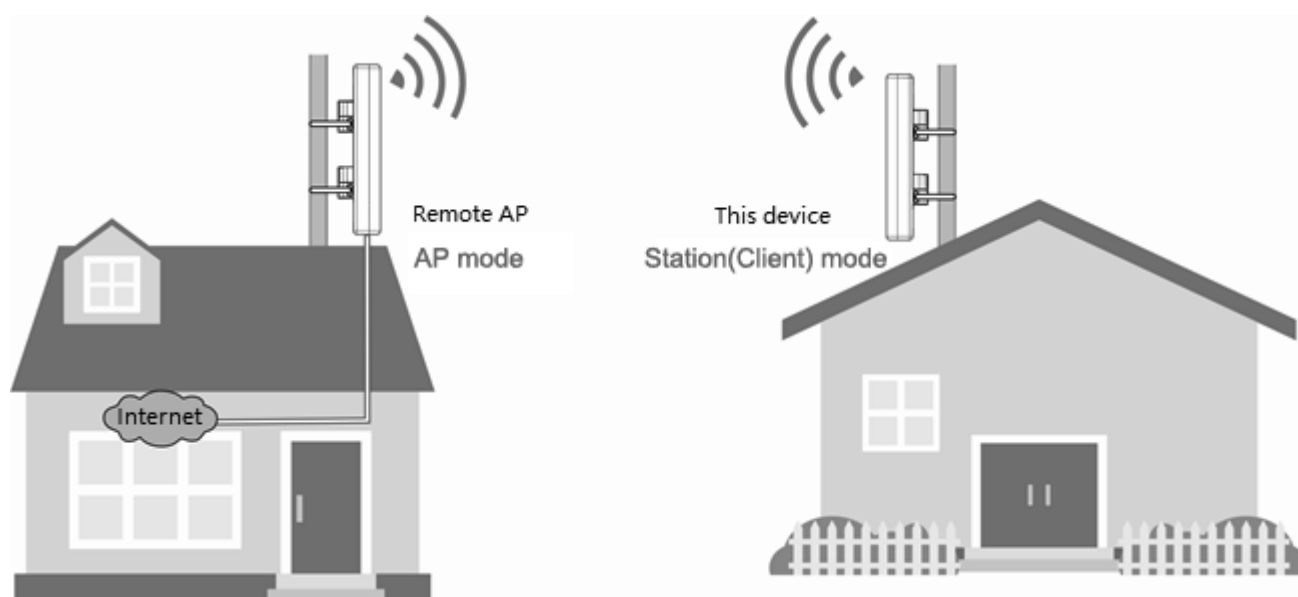 Remote AP
AP mode
This device
Station(Client) mode
Internet